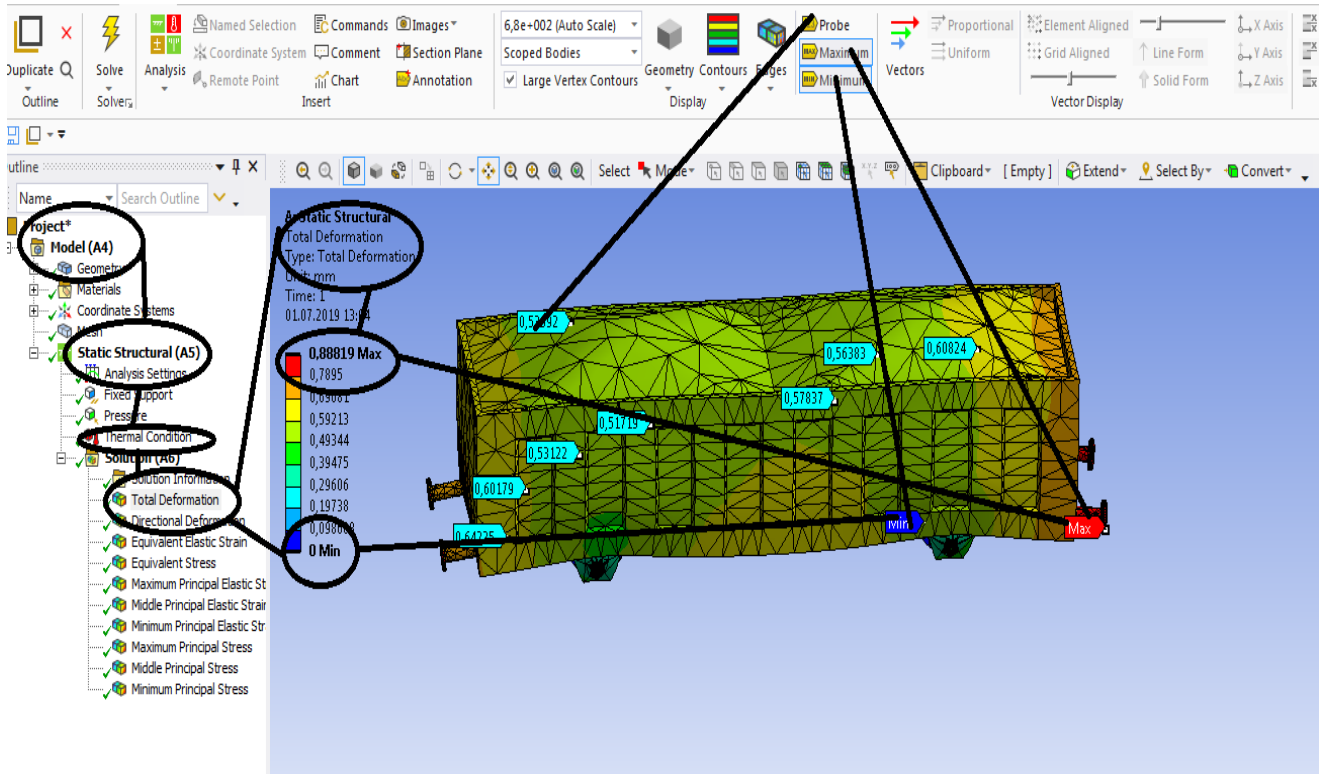 6,8e+002 (Auto Scale)
Scoped Bodies
Large Vertex Contours
Duplicate
Outline
Solve
Solver
Analysis
Named Selection
Coordinate System
Remote Point
Commands
Comment
Chart
Images
Section Plane
Annotation
Insert
Geometry
Contours
Edges
Display
Probe
Maximum
Minimum
Vectors
Proportional
Uniform
Element Aligned
Grid Aligned
Line Form
Solid Form
X Axis
Y Axis
Z Axis
Vector Display
Outline
Name
Search Outline
Select
Mode
Clipboard
[ Empty ]
Extend
Select By
Convert
Project*
Model (A4)
Geometry
Materials
Coordinate Systems
Mesh
Static Structural (A5)
Analysis Settings
Fixed Support
Pressure
Thermal Condition
Solution (A6)
Solution Information
Total Deformation
Directional Deformation
Equivalent Elastic Strain
Equivalent Stress
Maximum Principal Elastic St
Middle Principal Elastic Strain
Minimum Principal Elastic Str
Maximum Principal Stress
Middle Principal Stress
Minimum Principal Stress
A: Static Structural
Total Deformation
Type: Total Deformation
Unit: mm
Time: 1
01.07.2019
0,88819 Max
0,7895
0,59213
0,49344
0,39475
0,29606
0,19738
0 Min
0,56383
0,60824
0,57837
0,51719
0,53122
0,60179
Min
Max